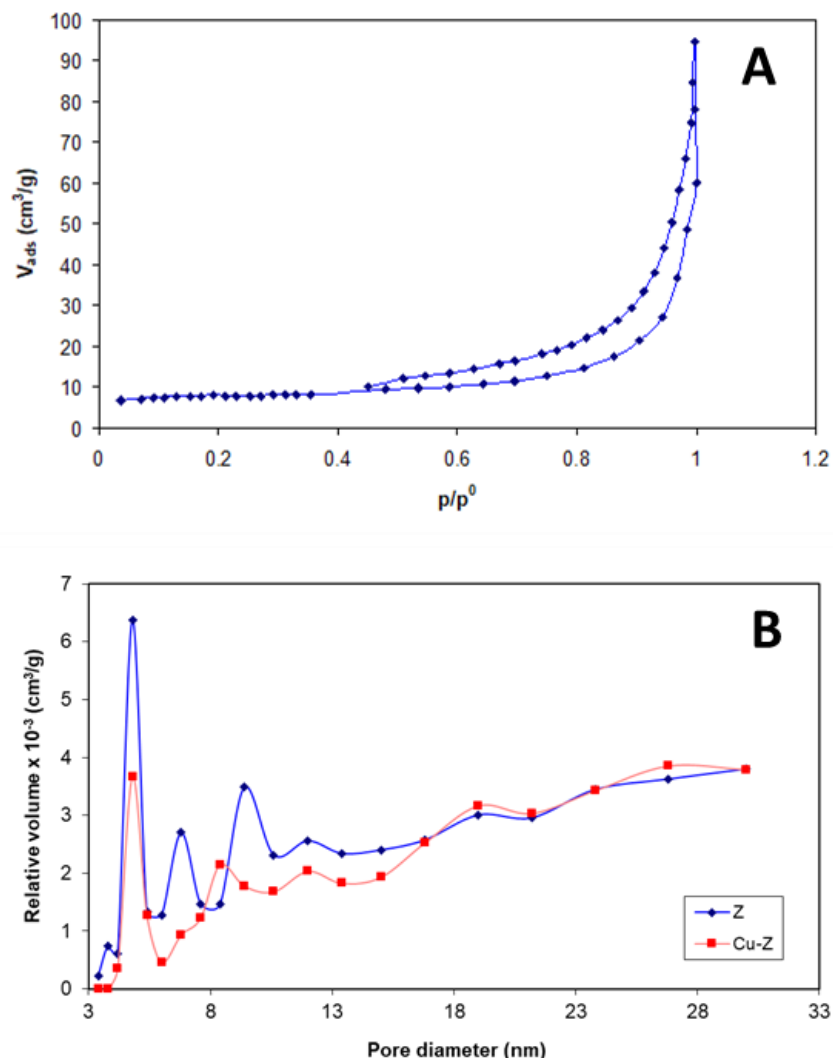 A
V_ads (cm³/g)
100
90
80
70
60
50
40
30
20
10
0
0 0.2 0.4 0.6 0.8 1 1.2
p/p⁰
B
Relative volume x 10⁻³ (cm³/g)
7
6
5
4
3
2
1
0
Z
Cu-Z
3 8 13 18 23 28 33
Pore diameter (nm)